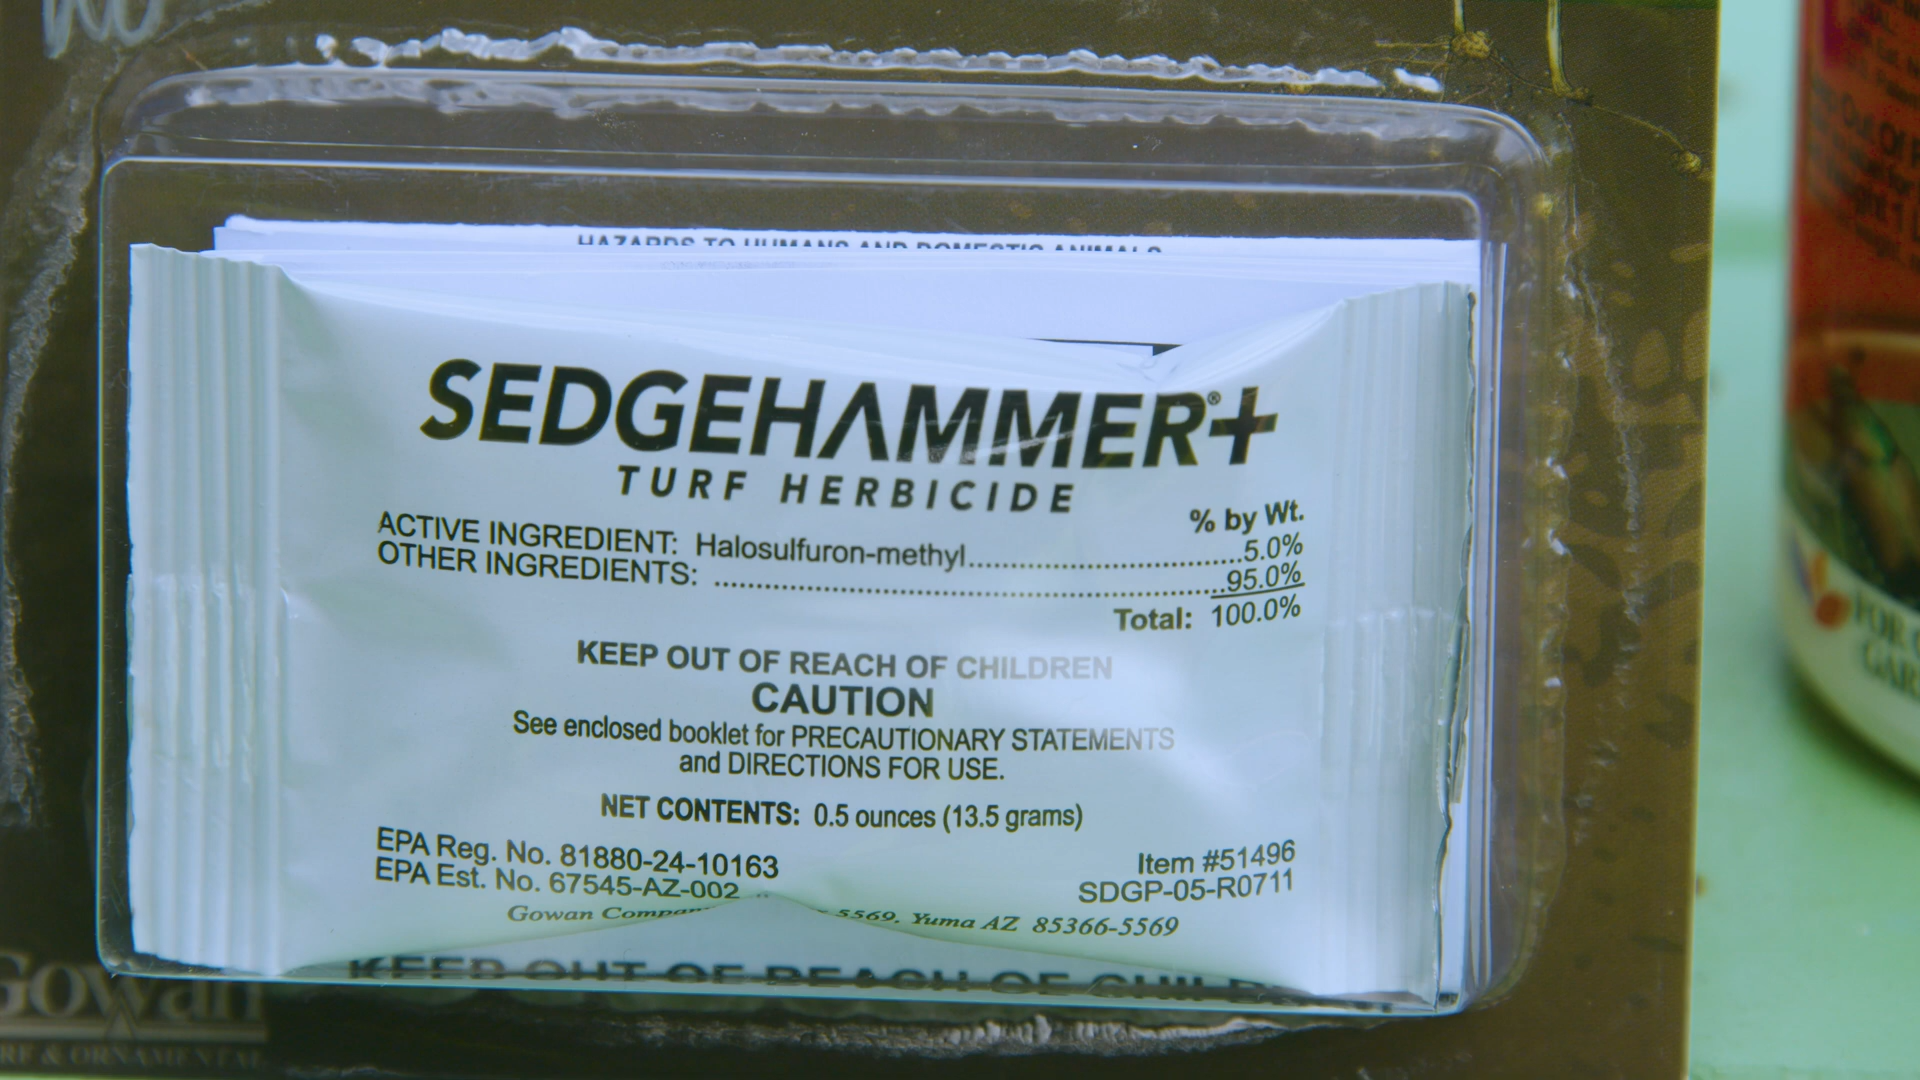 HAZARDS TO HUMANS AND DOMESTIC ANIMALS
SEDGEHAMMER®+
TURF HERBICIDE
% by Wt.
ACTIVE INGREDIENT: Halosulfuron-methyl..............................5.0%
OTHER INGREDIENTS: ..........................................................95.0%
Total: 100.0%
KEEP OUT OF REACH OF CHILDREN
CAUTION
See enclosed booklet for PRECAUTIONARY STATEMENTS
and DIRECTIONS FOR USE.
NET CONTENTS: 0.5 ounces (13.5 grams)
EPA Reg. No. 81880-24-10163
EPA Est. No. 67545-AZ-002
Item #51496
SDGP-05-R0711
Gowan Company 5569, Yuma AZ 85366-5569
KEEP OUT OF REACH OF
Gowan
& ORNAMENTAL
Out Of
FOR